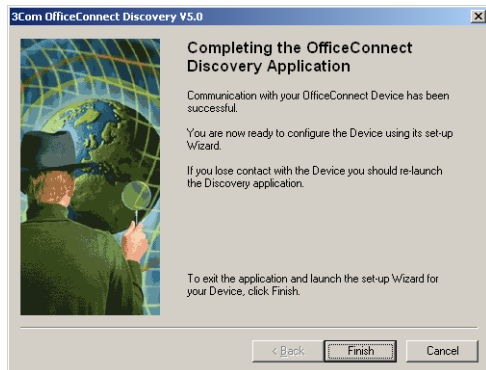 3Com OfficeConnect Discovery V5.0
Completing the OfficeConnect
Discovery Application
Communication with your OfficeConnect Device has been
successful.
You are now ready to configure the Device using its set-up
Wizard.
If you lose contact with the Device you should re-launch
the Discovery application.
To exit the application and launch the set-up Wizard for
your Device, click Finish.
< Back Finish Cancel